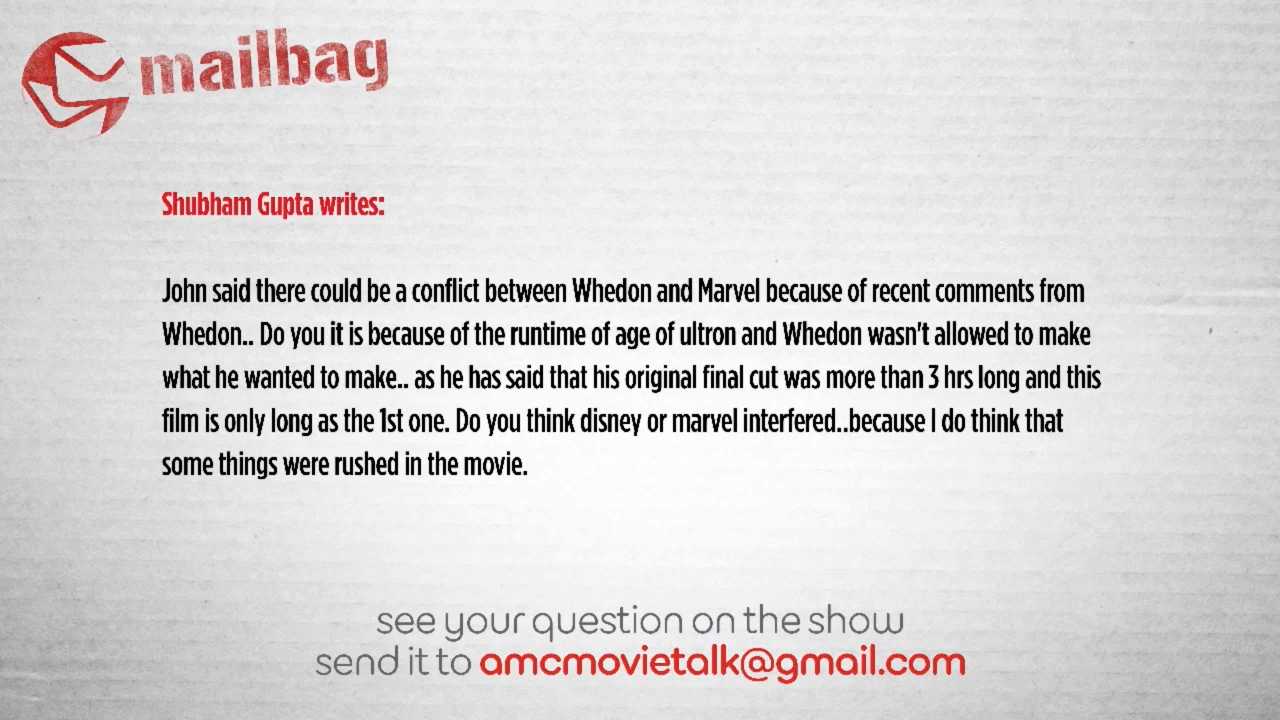 mailbag
Shubham Gupta writes:
John said there could be a conflict between Whedon and Marvel because of recent comments from
Whedon.. Do you it is because of the runtime of age of ultron and Whedon wasn't allowed to make
what he wanted to make.. as he has said that his original final cut was more than 3 hrs long and this
film is only long as the 1st one. Do you think disney or marvel interfered..because I do think that
some things were rushed in the movie.
see your question on the show
send it to amcmovietalk@gmail.com